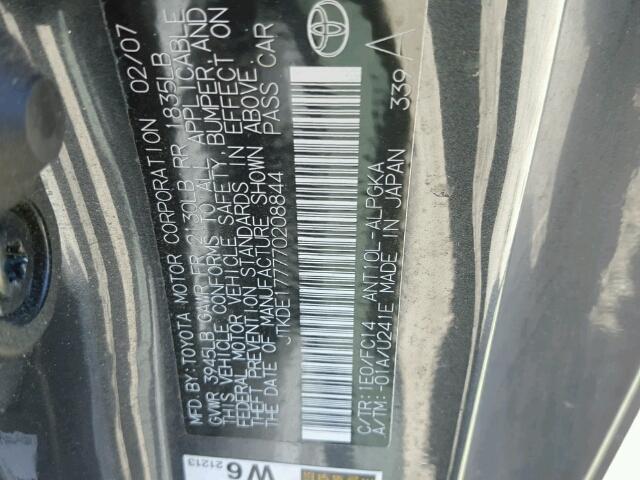 MFD. BY: TOYOTA MOTOR CORPORATION 02/07
GVWR 3945LB GAWR FR 2130LB RR 1835LB
THIS VEHICLE CONFORMS TO ALL APPLICABLE
FEDERAL MOTOR VEHICLE SAFETY, BUMPER, AND
THEFT PREVENTION STANDARDS IN EFFECT ON
THE DATE OF MANUFACTURE SHOWN ABOVE.
JTKDE177770208844 PASS CAR
C/TR: 1E0/FC14 ANT10L-ALPGKA 339 A
A/TM: -01A/U241E MADE IN JAPAN
W6
21213